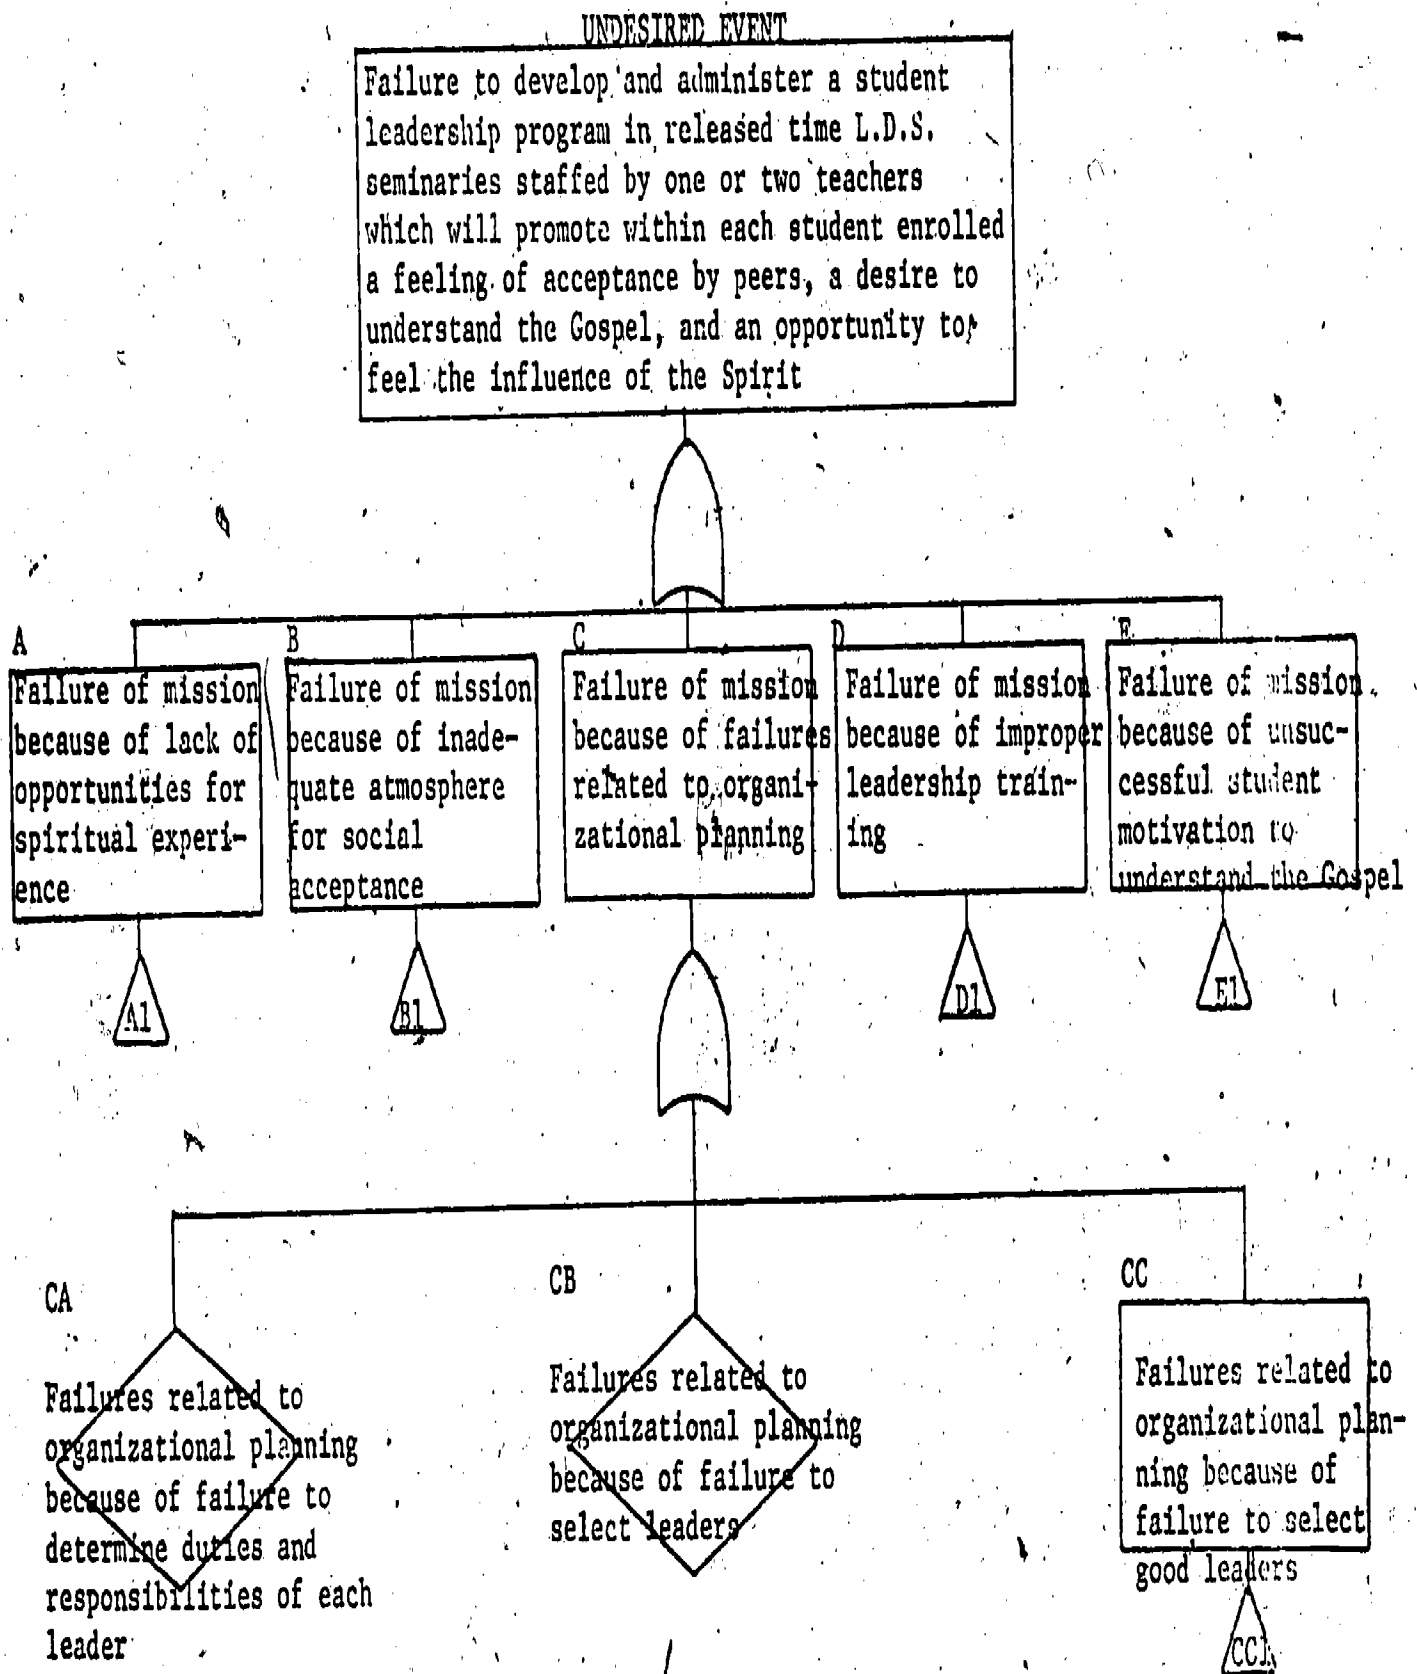 UNDESIRED EVENT
Failure to develop and administer a student
leadership program in released time L.D.S.
seminaries staffed by one or two teachers
which will promote within each student enrolled
a feeling of acceptance by peers, a desire to
understand the Gospel, and an opportunity to
feel the influence of the Spirit
A
Failure of mission
because of lack of
opportunities for
spiritual experi-
ence
A1
B
Failure of mission
because of inade-
quate atmosphere
for social
acceptance
B1
C
Failure of mission
because of failures
related to organi-
zational planning
D
Failure of mission
because of improper
leadership train-
ing
D1
E
Failure of mission
because of unsuc-
cessful student
motivation to
understand the Gospel
E1
CA
Failures related to
organizational planning
because of failure to
determine duties and
responsibilities of each
leader
CB
Failures related to
organizational planning
because of failure to
select leaders
CC
Failures related to
organizational plan-
ning because of
failure to select
good leaders
CC1